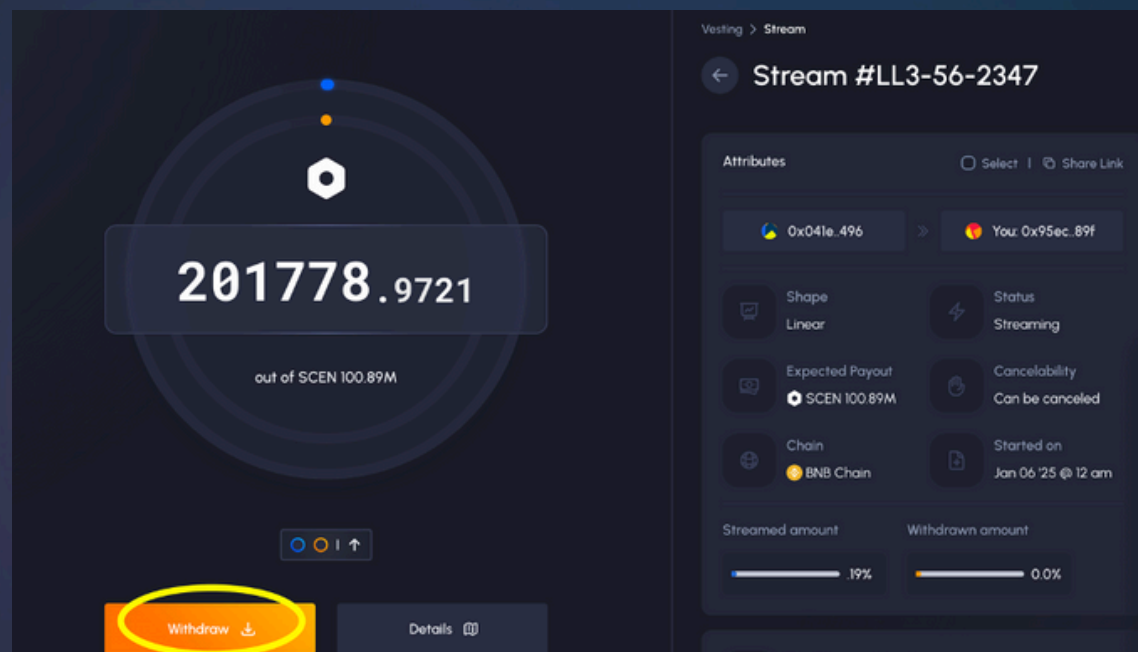 201778.9721
out of SCEN 100.89M
Withdraw
Details
Vesting > Stream
Stream #LL3-56-2347
Attributes
Select | Share Link
0x041e..496
You: 0x95ec..89f
Shape
Linear
Status
Streaming
Expected Payout
SCEN 100.89M
Cancelability
Can be canceled
Chain
BNB Chain
Started on
Jan 06 '25 @ 12 am
Streamed amount
.19%
Withdrawn amount
0.0%